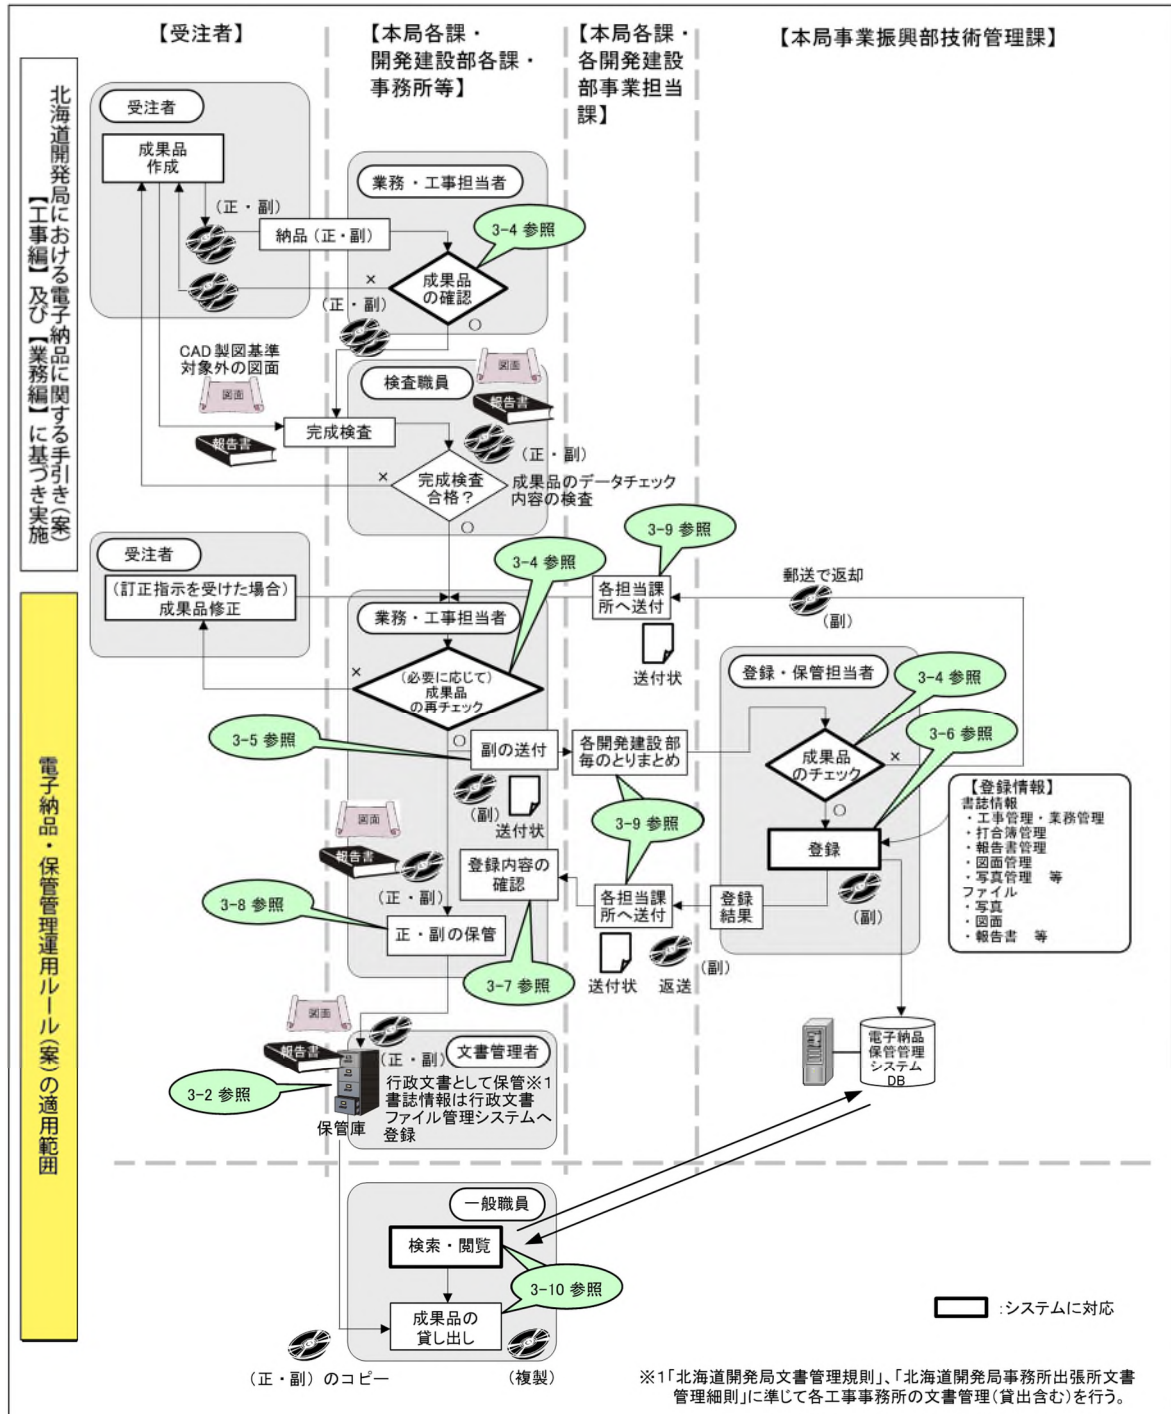 【受注者】
【本局各課・
開発建設部各課・
事務所等】
【本局各課・
各開発建設
部事業担当
課】
【本局事業振興部技術管理課】
北海道開発局における電子納品に関する手引き(案)
【工事編】及び【業務編】に基づき実施
受注者
成果品
作成
(正・副)
納品(正・副)
業務・工事担当者
3-4 参照
成果品
の確認
×
(正・副)
○
CAD製図基準
対象外の図面
図面
報告書
検査職員
図面
報告書
(正・副)
完成検査
完成検査
合格?
×
成果品のデータチェック
内容の検査
○
受注者
(訂正指示を受けた場合)
成果品修正
3-4 参照
3-9 参照
各担当課
所へ送付
送付状
郵送で返却
(副)
業務・工事担当者
(必要に応じて)
成果品
の再チェック
×
○
登録・保管担当者
3-4 参照
3-6 参照
成果品
のチェック
×
○
3-5 参照
副の送付
(副)
送付状
各開発建設部
毎のとりまとめ
3-9 参照
登録
(副)
【登録情報】
書誌情報
・工事管理・業務管理
・打合簿管理
・報告書管理
・図面管理
・写真管理 等
ファイル
・写真
・図面
・報告書 等
図面
報告書
(正・副)
登録内容の
確認
各担当課
所へ送付
登録
結果
3-8 参照
正・副の保管
3-7 参照
送付状
返送
(副)
電子納品・保管管理運用ルール(案)の適用範囲
図面
報告書
(正・副)
文書管理者
3-2 参照
保管庫
行政文書として保管※1
書誌情報は行政文書
ファイル管理システムへ
登録
電子納品
保管管理
システム
DB
一般職員
検索・閲覧
3-10 参照
成果品の
貸し出し
(正・副)のコピー
(複製)
:システムに対応
※1「北海道開発局文書管理規則」、「北海道開発局事務所出張所文書
管理細則」に準じて各工事事務所の文書管理(貸出含む)を行う。